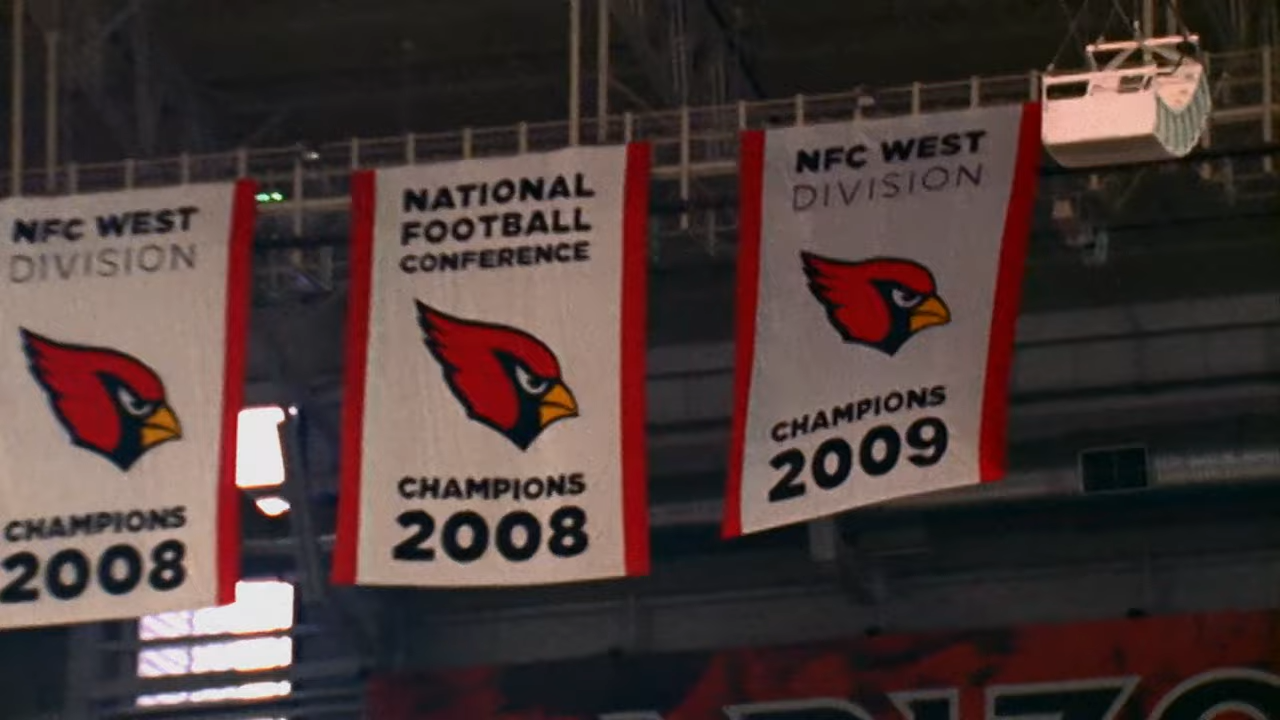 NFC WEST
DIVISION
CHAMPIONS
2008
NATIONAL
FOOTBALL
CONFERENCE
CHAMPIONS
2008
NFC WEST
DIVISION
CHAMPIONS
2009